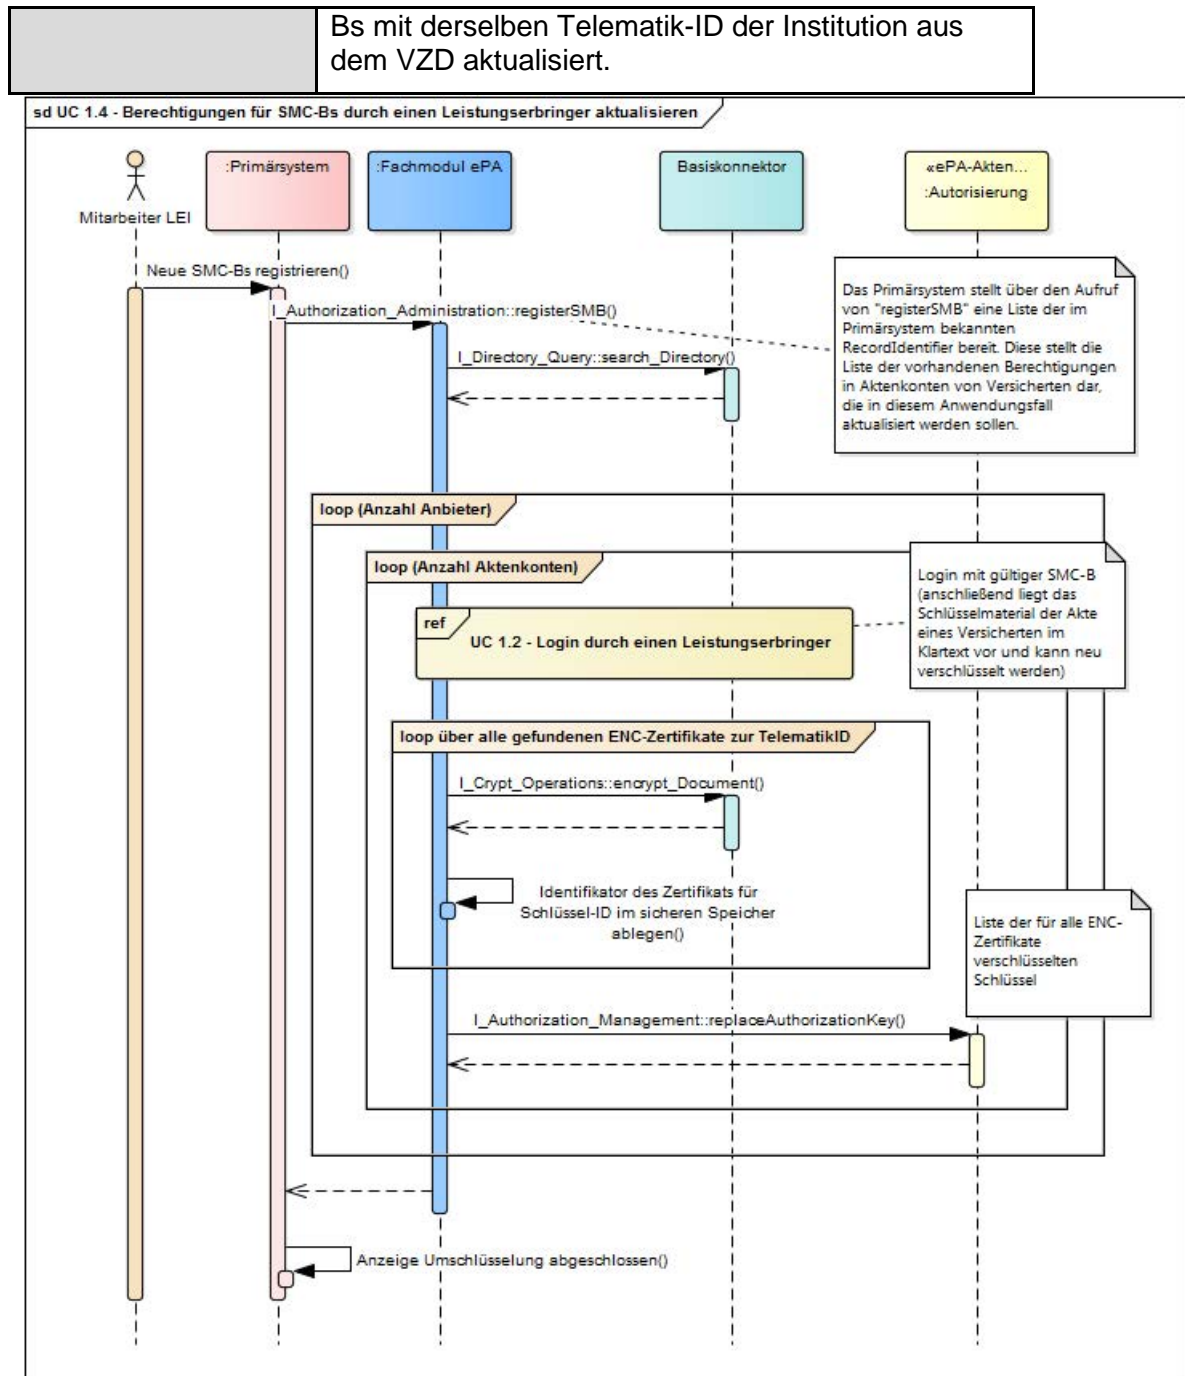 Bs mit derselben Telematik-ID der Institution aus
dem VZD aktualisiert.
sd UC 1.4 - Berechtigungen für SMC-Bs durch einen Leistungserbringer aktualisieren
Mitarbeiter LEI
:Primärsystem
:Fachmodul ePA
Basiskonnektor
«ePA-Akten...
:Autorisierung
Neue SMC-Bs registrieren()
I_Authorization_Administration::registerSMB()
Das Primärsystem stellt über den Aufruf
von "registerSMB" eine Liste der im
Primärsystem bekannten
RecordIdentifier bereit. Diese stellt die
Liste der vorhandenen Berechtigungen
in Aktenkonten von Versicherten dar,
die in diesem Anwendungsfall
aktualisiert werden sollen.
I_Directory_Query::search_Directory()
loop (Anzahl Anbieter)
loop (Anzahl Aktenkonten)
Login mit gültiger SMC-B
(anschließend liegt das
Schlüsselmaterial der Akte
eines Versicherten im
Klartext vor und kann neu
verschlüsselt werden)
ref
UC 1.2 - Login durch einen Leistungserbringer
loop über alle gefundenen ENC-Zertifikate zur TelematikID
I_Crypt_Operations::encrypt_Document()
Identifikator des Zertifikats für
Schlüssel-ID im sicheren Speicher
ablegen()
Liste der für alle ENC-
Zertifikate
verschlüsselten
Schlüssel
I_Authorization_Management::replaceAuthorizationKey()
Anzeige Umschlüsselung abgeschlossen()